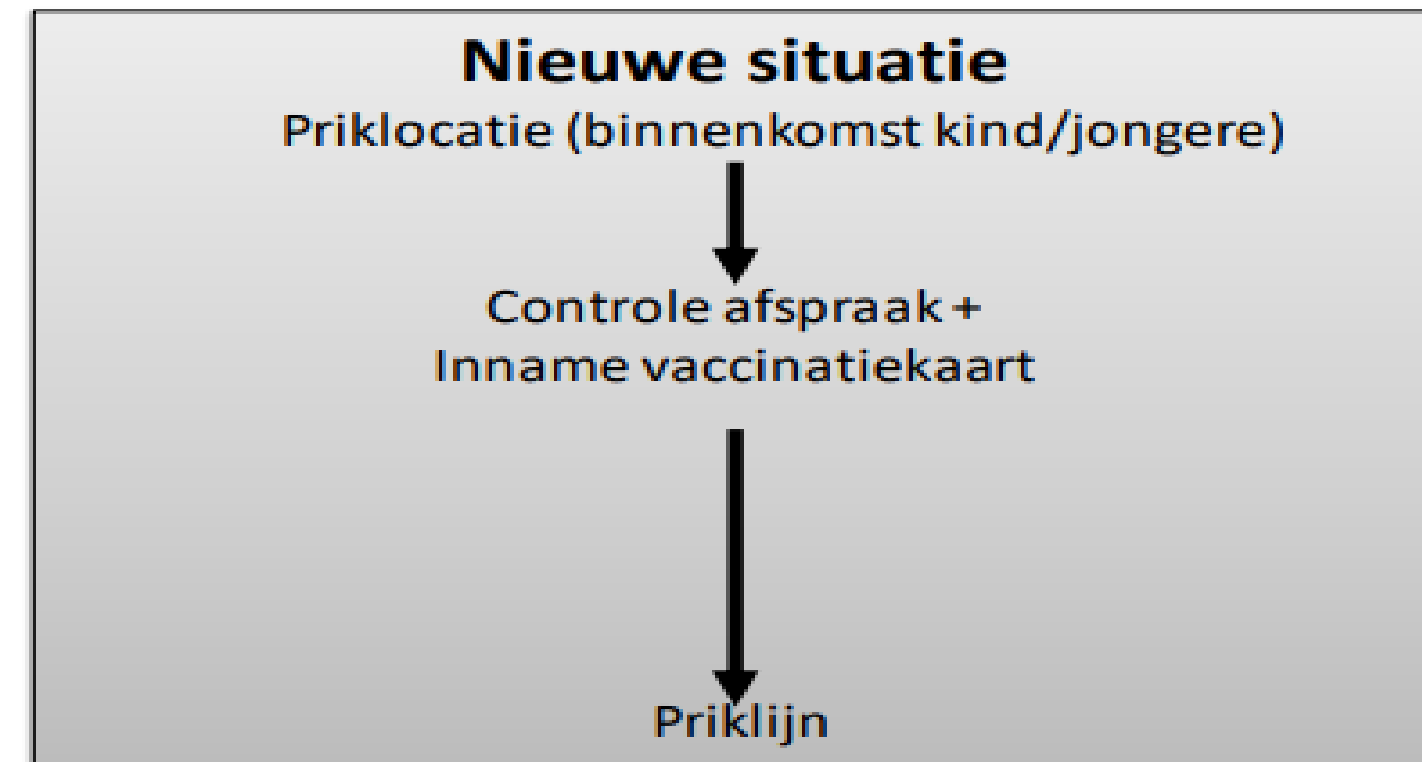 Nieuwe situatie
Priklocatie (binnenkomst kind/jongere)
Controle afspraak +
Inname vaccinatiekaart
Priklijn